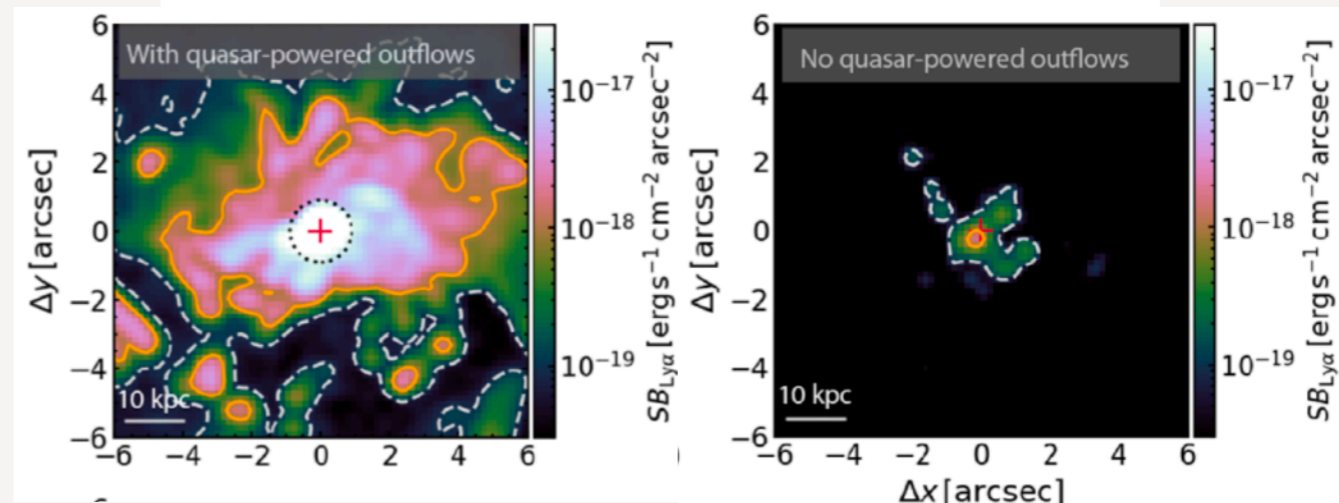 With quasar-powered outflows
6
4
2
0
−2
−4
−6
Δy [arcsec]
10 kpc
−6 −4 −2 0 2 4 6
10⁻¹⁷
10⁻¹⁸
10⁻¹⁹
SB_Lyα [ergs⁻¹ cm⁻² arcsec⁻²]
No quasar-powered outflows
6
4
2
0
−2
−4
−6
Δy [arcsec]
10 kpc
−6 −4 −2 0 2 4 6
Δx [arcsec]
10⁻¹⁷
10⁻¹⁸
10⁻¹⁹
SB_Lyα [ergs⁻¹ cm⁻² arcsec⁻²]